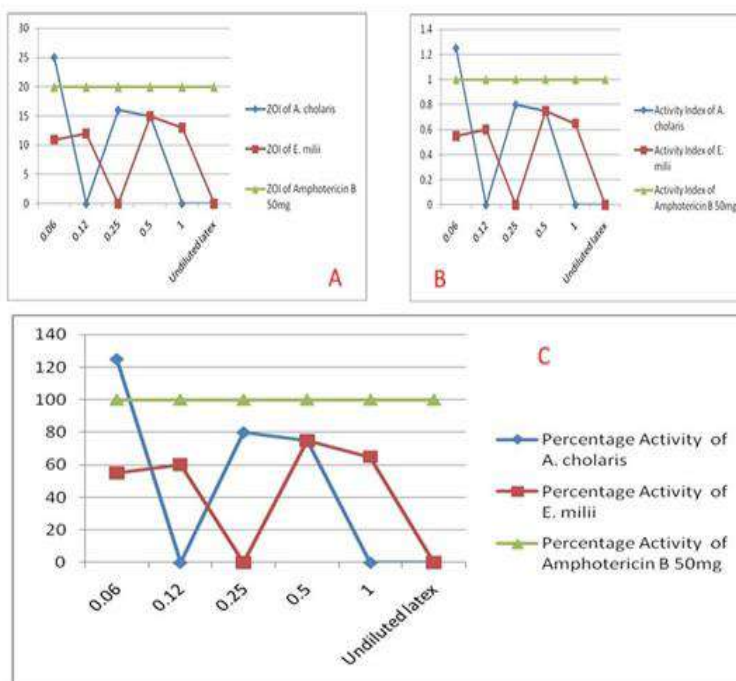 30
25
20
15
10
5
0
0.06
0.12
0.25
0.5
1
Undiluted latex
ZOI of A. cholaris
ZOI of E. milii
ZOI of Amphotericin B
50mg
A
1.4
1.2
1
0.8
0.6
0.4
0.2
0
0.06
0.12
0.25
0.5
1
Undiluted latex
Activity Index of A.
cholaris
Activity Index of E.
milii
Activity Index of
Amphotericin B 50mg
B
140
120
100
80
60
40
20
0
0.06
0.12
0.25
0.5
1
Undiluted latex
C
Percentage Activity of
A. cholaris
Percentage Activity of
E. milii
Percentage Activity of
Amphotericin B 50mg